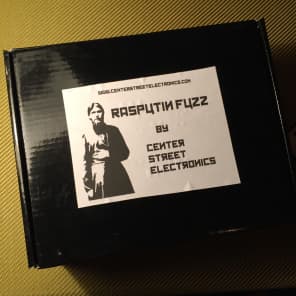 WWW.CENTERSTREETELECTRONICS.COM
RASPUTIN FUZZ
BY
CENTER
STREET
ELECTRONICS